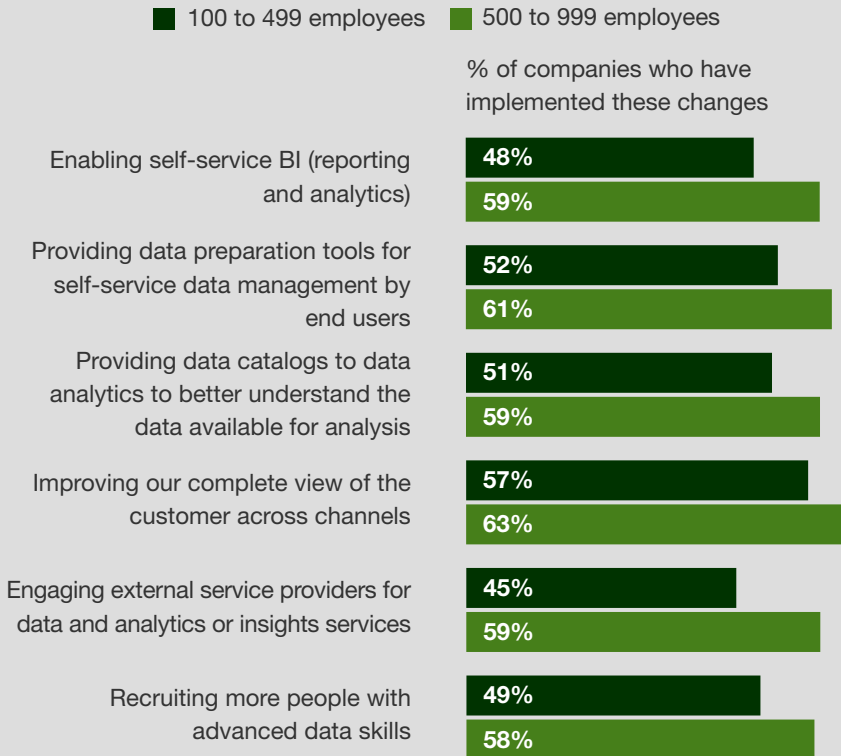 100 to 499 employees 500 to 999 employees
% of companies who have
implemented these changes
Enabling self-service BI (reporting
and analytics)
48%
59%
Providing data preparation tools for
self-service data management by
end users
52%
61%
Providing data catalogs to data
analytics to better understand the
data available for analysis
51%
59%
Improving our complete view of the
customer across channels
57%
63%
Engaging external service providers for
data and analytics or insights services
45%
59%
Recruiting more people with
advanced data skills
49%
58%